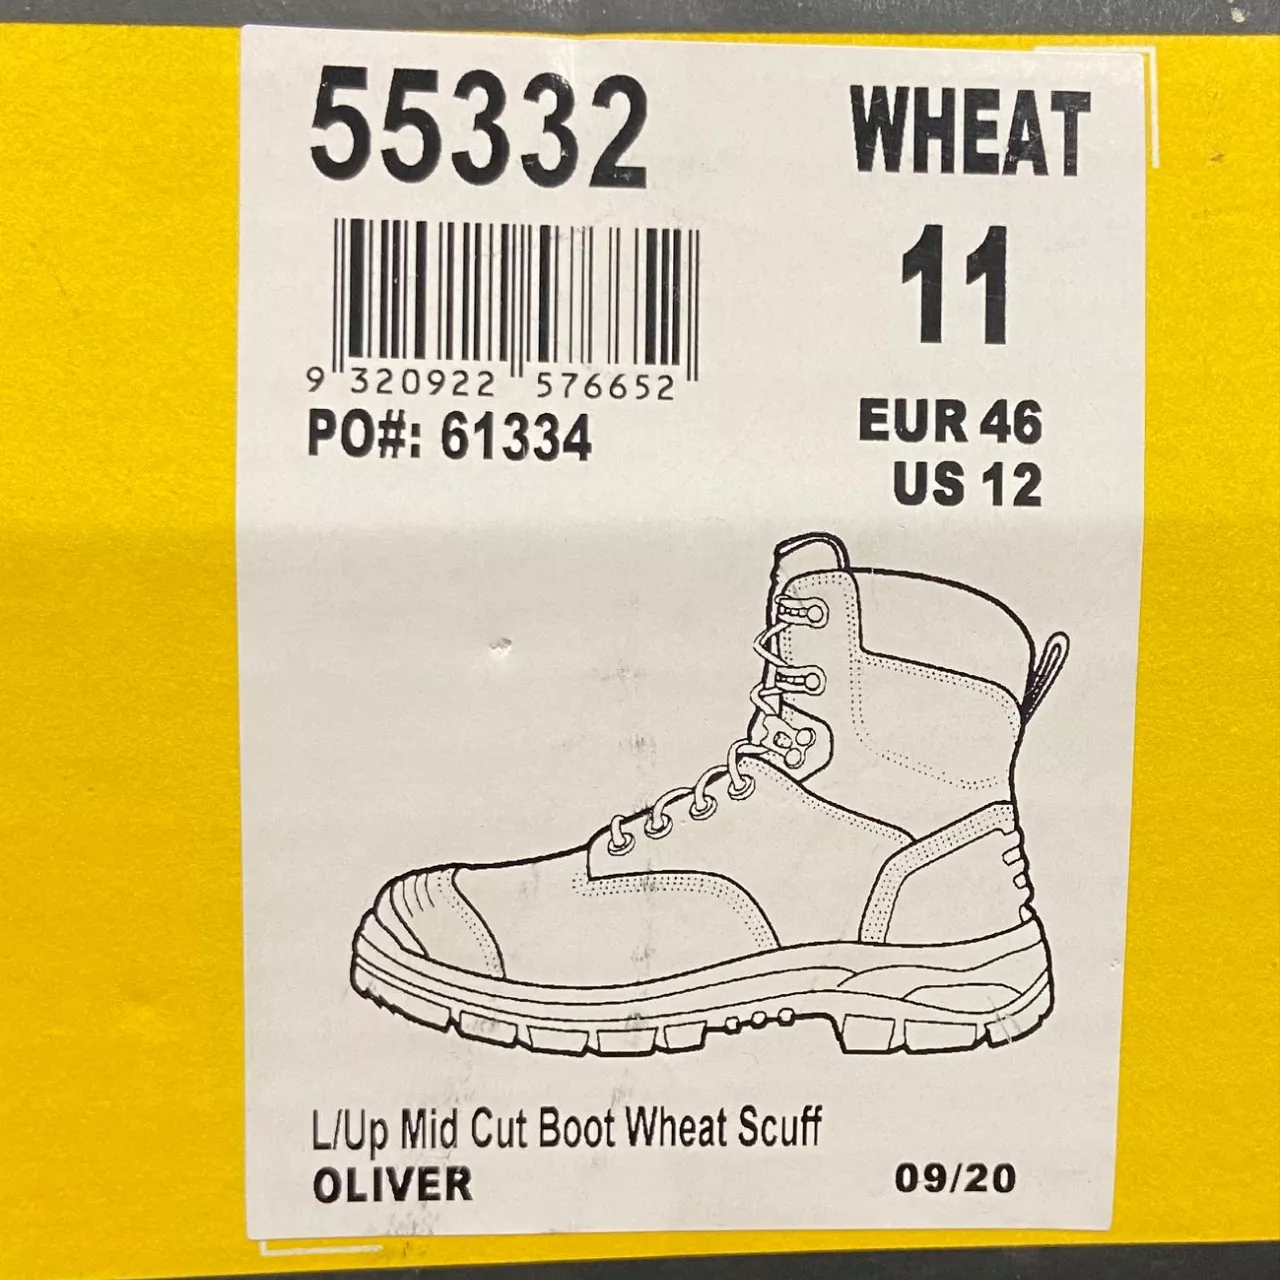 55332
WHEAT
9 320922 576652
11
PO#: 61334
EUR 46
US 12
L/Up Mid Cut Boot Wheat Scuff
OLIVER
09/20